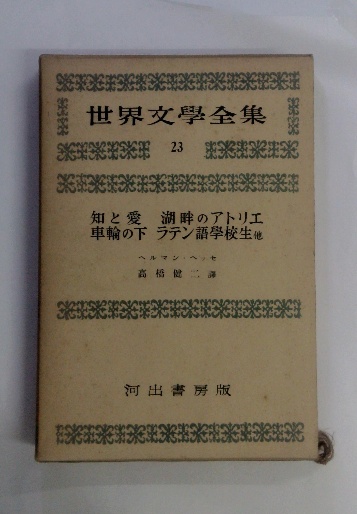 世界文學全集
23
知と愛 湖畔のアトリエ
車輪の下 ラテン語學校生他
ヘルマン・ヘッセ
高橋健二譯
河出書房版